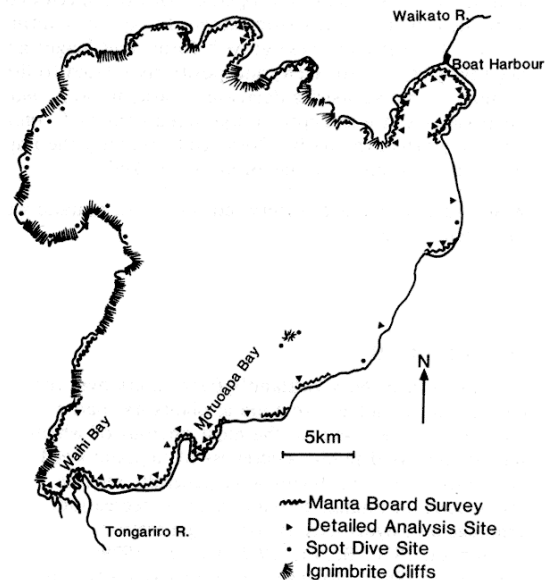 Waikato R.
Boat Harbour
Motuoapa Bay
N
Waihi Bay
5km
Tongariro R.
Manta Board Survey
Detailed Analysis Site
Spot Dive Site
Ignimbrite Cliffs